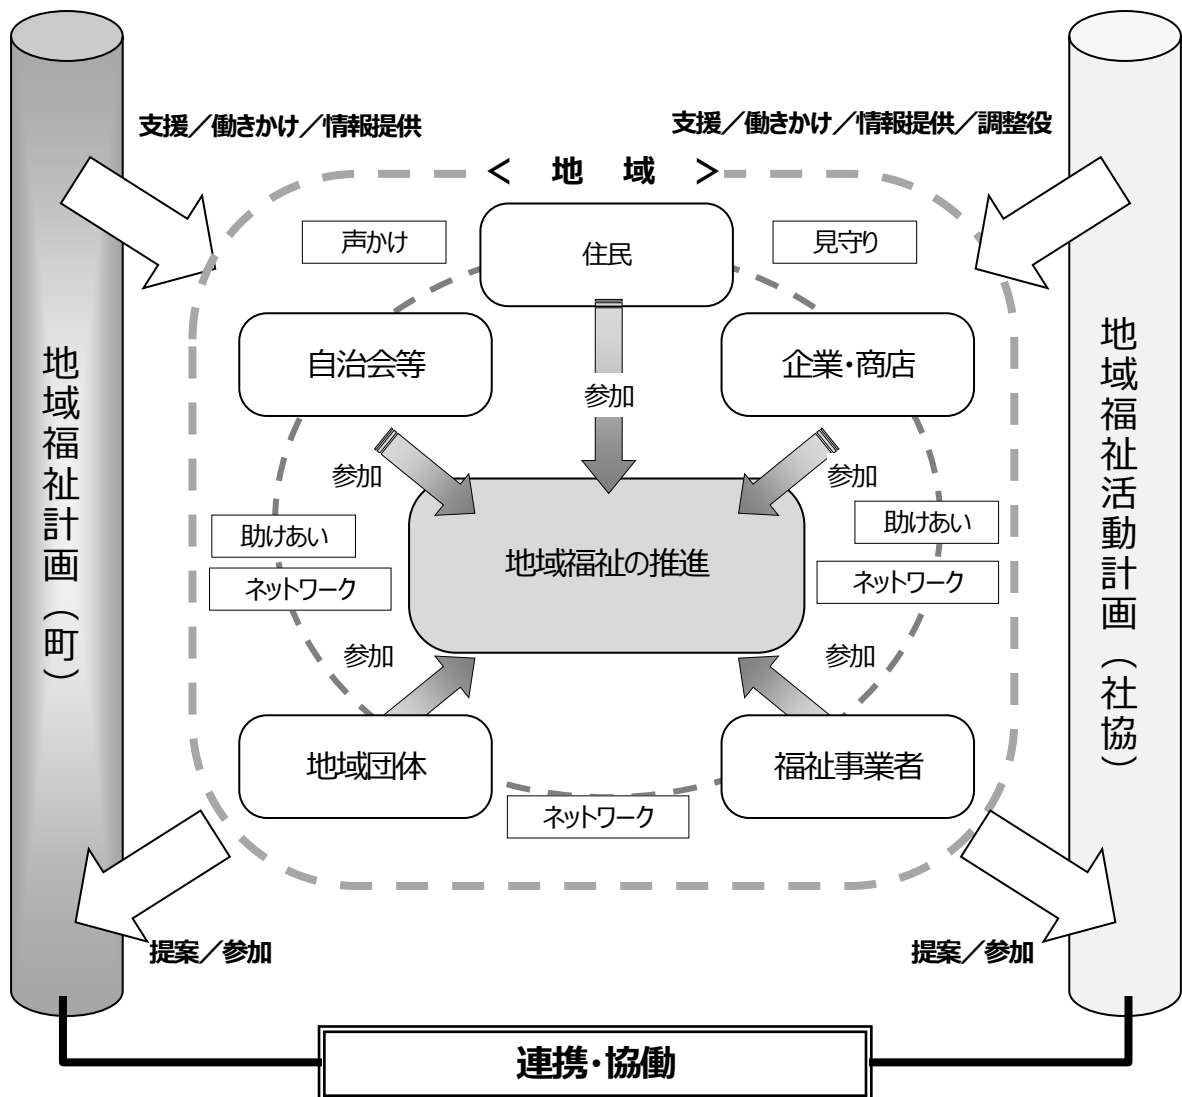 支援／働きかけ／情報提供
支援／働きかけ／情報提供／調整役
＜　地　域　＞
声かけ
住民
見守り
自治会等
企業・商店
地域福祉計画（町）
地域福祉活動計画（社協）
参加
参加
参加
助けあい
助けあい
地域福祉の推進
ネットワーク
ネットワーク
参加
参加
地域団体
福祉事業者
ネットワーク
提案／参加
提案／参加
連携・協働